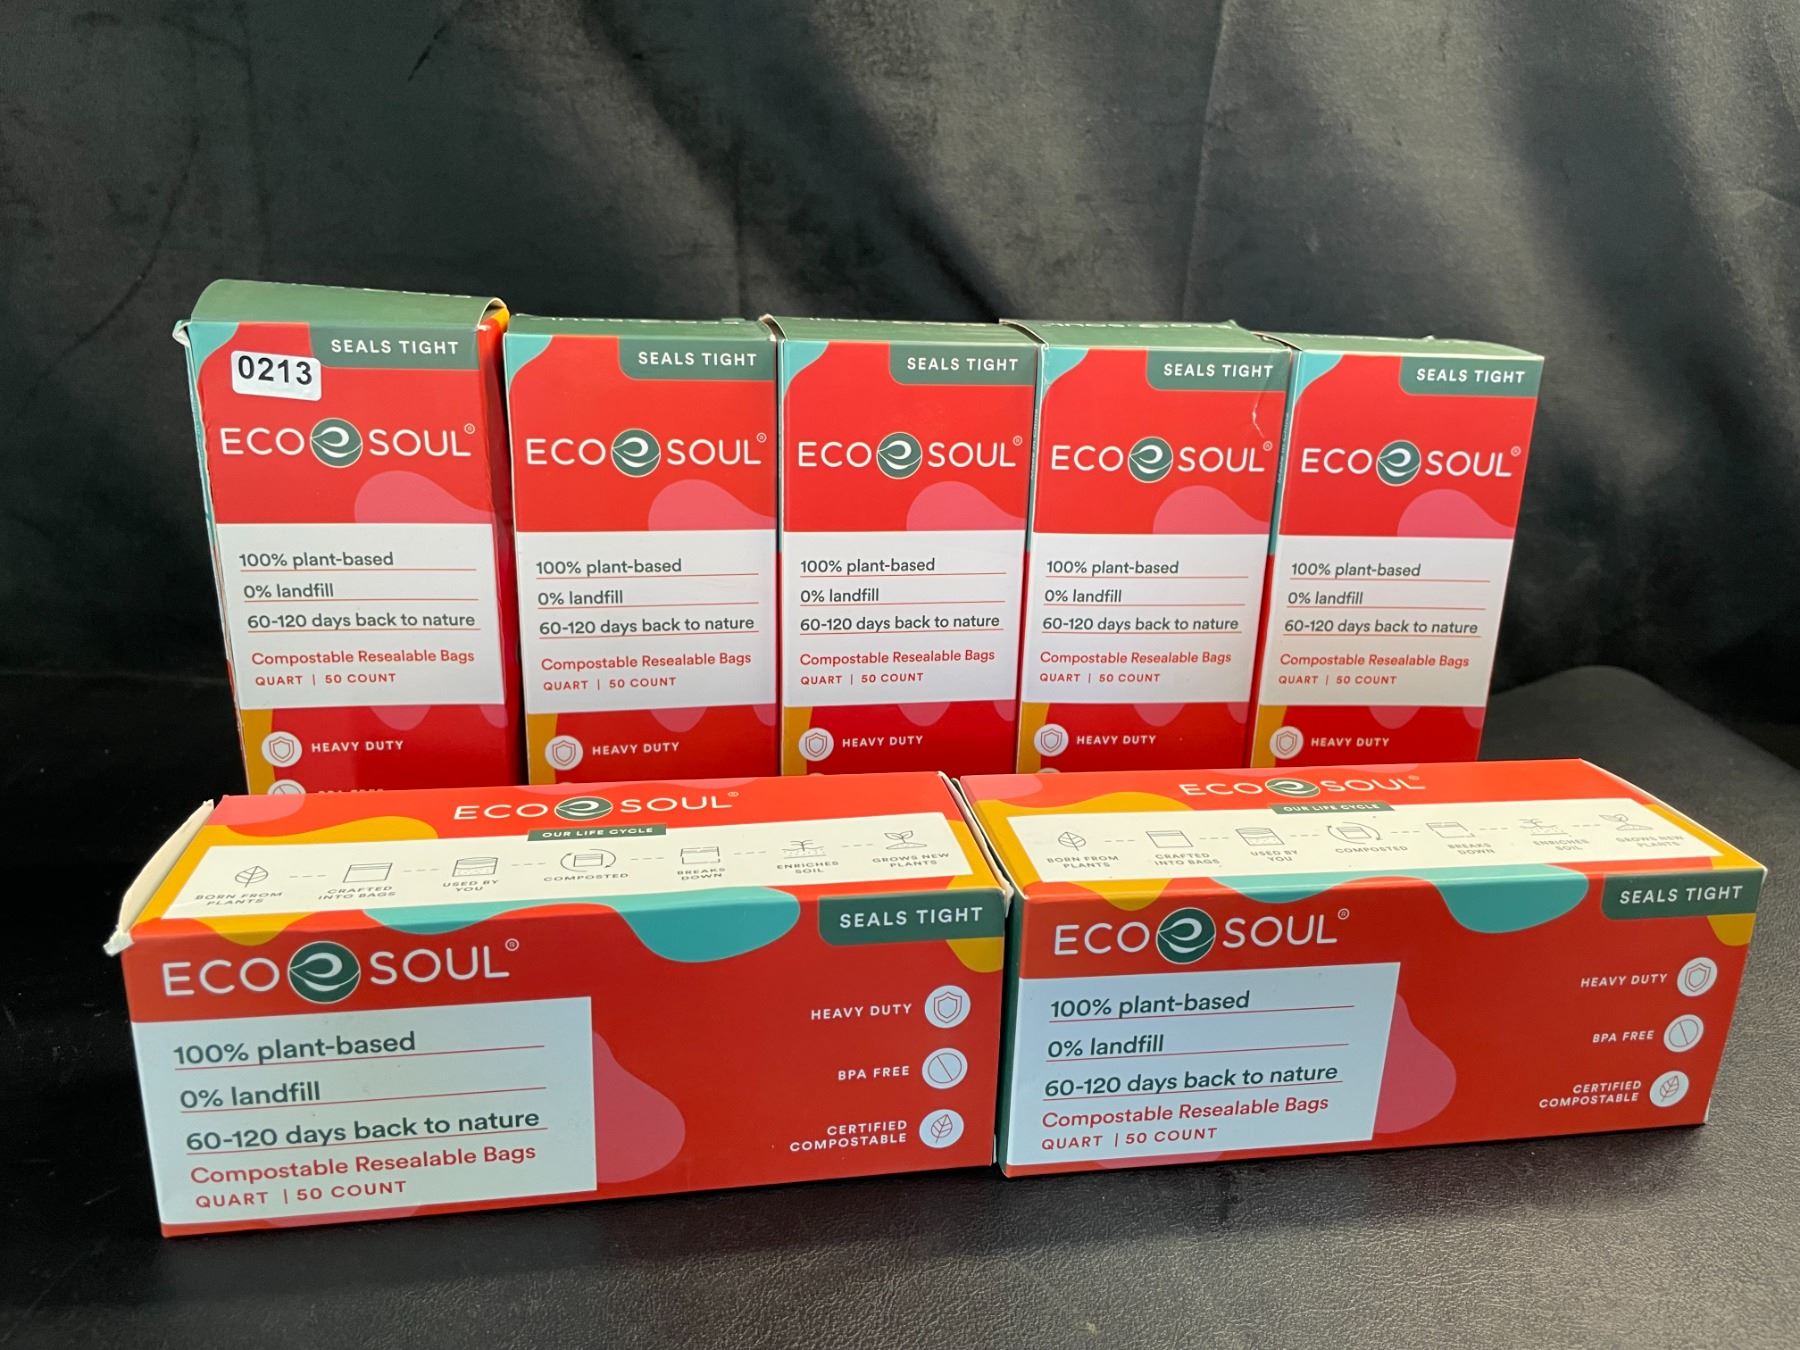 SEALS TIGHT
0213
ECO SOUL®
100% plant-based
0% landfill
60-120 days back to nature
Compostable Resealable Bags
QUART | 50 COUNT
HEAVY DUTY
SEALS TIGHT
ECO SOUL®
100% plant-based
0% landfill
60-120 days back to nature
Compostable Resealable Bags
QUART | 50 COUNT
HEAVY DUTY
SEALS TIGHT
ECO SOUL®
100% plant-based
0% landfill
60-120 days back to nature
Compostable Resealable Bags
QUART | 50 COUNT
HEAVY DUTY
SEALS TIGHT
ECO SOUL®
100% plant-based
0% landfill
60-120 days back to nature
Compostable Resealable Bags
QUART | 50 COUNT
HEAVY DUTY
SEALS TIGHT
ECO SOUL®
100% plant-based
0% landfill
60-120 days back to nature
Compostable Resealable Bags
QUART | 50 COUNT
HEAVY DUTY
ECO SOUL®
OUR LIFE CYCLE
BORN FROM
PLANTS
CRAFTED
INTO BAGS
USED BY
YOU
COMPOSTED
BREAKS
DOWN
ENRICHES
SOIL
GROWS NEW
PLANTS
SEALS TIGHT
ECO SOUL®
100% plant-based
0% landfill
60-120 days back to nature
Compostable Resealable Bags
QUART | 50 COUNT
HEAVY DUTY
BPA FREE
CERTIFIED
COMPOSTABLE
ECO SOUL®
OUR LIFE CYCLE
BORN FROM
PLANTS
CRAFTED
INTO BAGS
USED BY
YOU
COMPOSTED
BREAKS
DOWN
ENRICHES
SOIL
GROWS NEW
PLANTS
SEALS TIGHT
ECO SOUL®
100% plant-based
0% landfill
60-120 days back to nature
Compostable Resealable Bags
QUART | 50 COUNT
HEAVY DUTY
BPA FREE
CERTIFIED
COMPOSTABLE